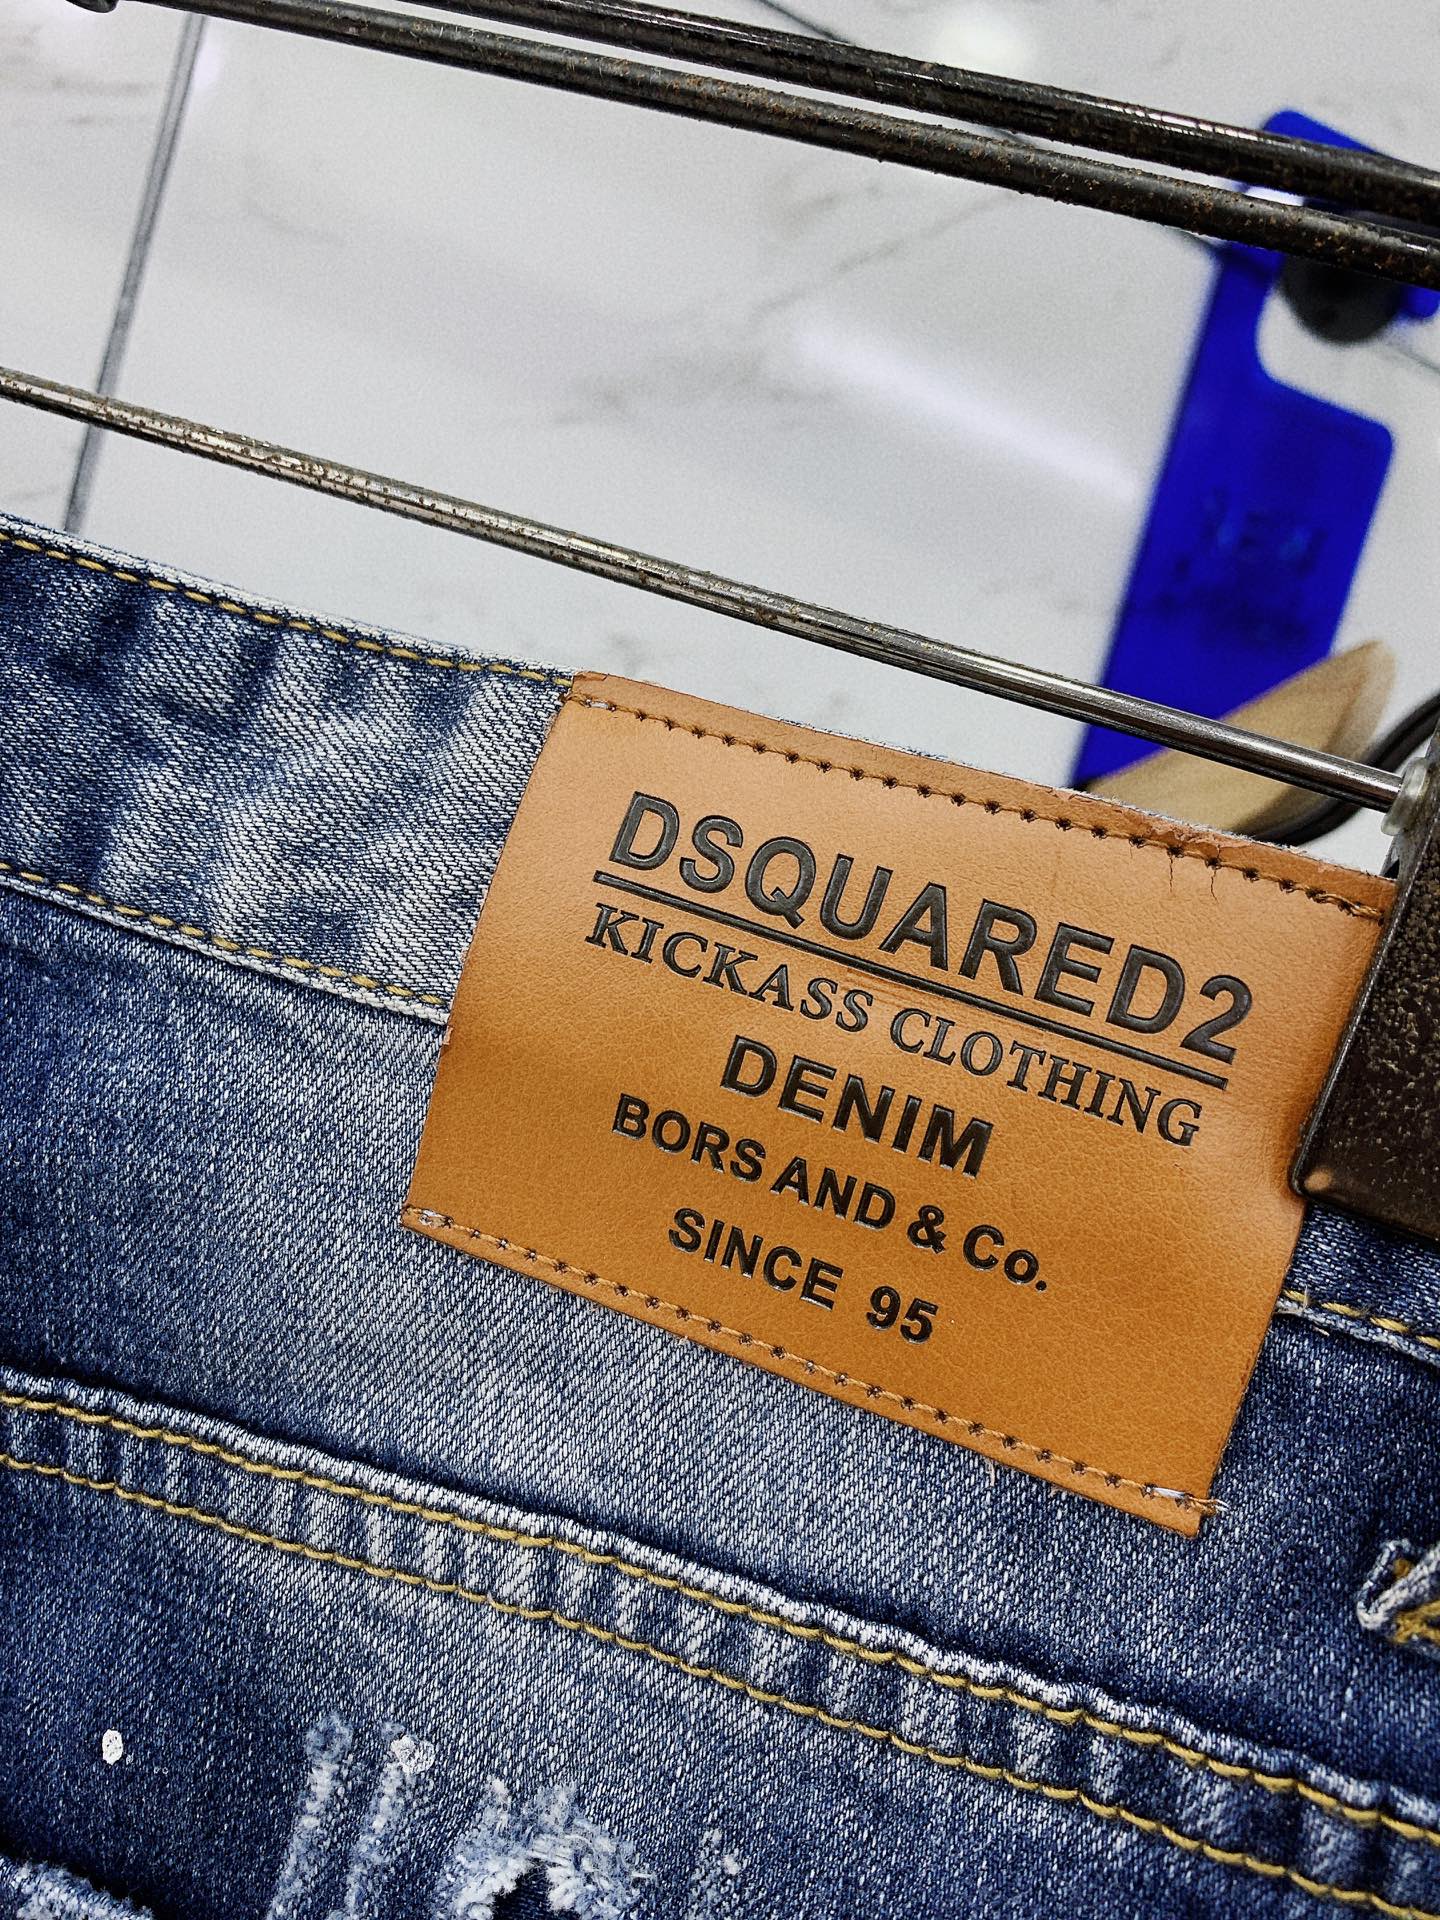 DSQUARED2
KICKASS CLOTHING
DENIM
BORS AND & Co.
SINCE 95